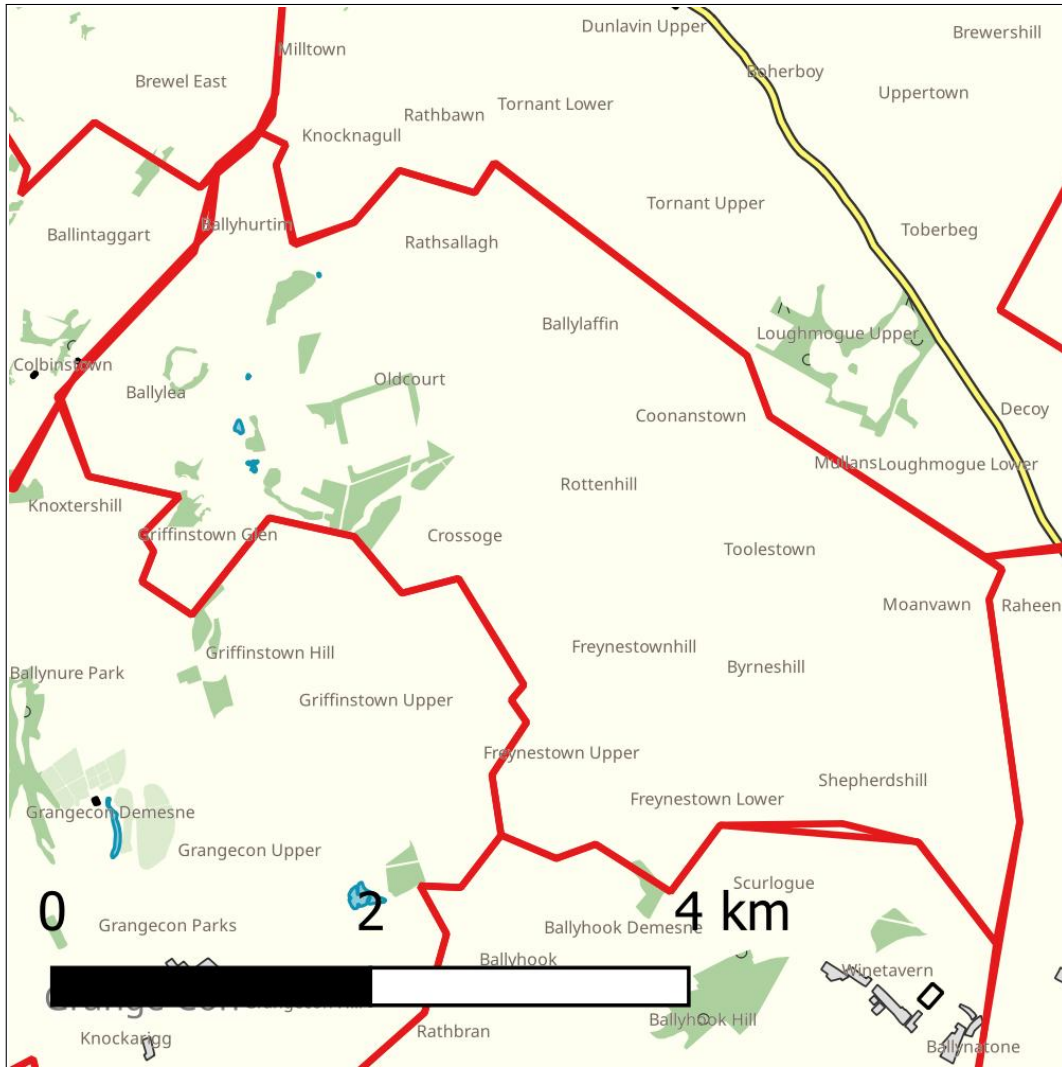 Dunlavin Upper
Brewershill
Milltown
Boherboy
Brewel East
Uppertown
Tornant Lower
Rathbawn
Knocknagull
Tornant Upper
Ballyhurtim
Toberbeg
Ballintaggart
Rathsallagh
Ballylaffin
Loughmogue Upper
Colbinstown
Oldcourt
Ballylea
Decoy
Coonanstown
Mullans
Loughmogue Lower
Rottenhill
Knoxtershill
Griffinstown Glen
Crossoge
Toolestown
Moanvawn
Raheen
Freynestownhill
Griffinstown Hill
Byrneshill
Ballynure Park
Griffinstown Upper
Freynestown Upper
Shepherdshill
Freynestown Lower
Grangecon Demesne
Grangecon Upper
Scurlogue
0 2 4 km
Grangecon Parks
Ballyhook Demesne
Ballyhook
Winetavern
Ballyhook Hill
Rathbran
Knockarigg
Ballynatone